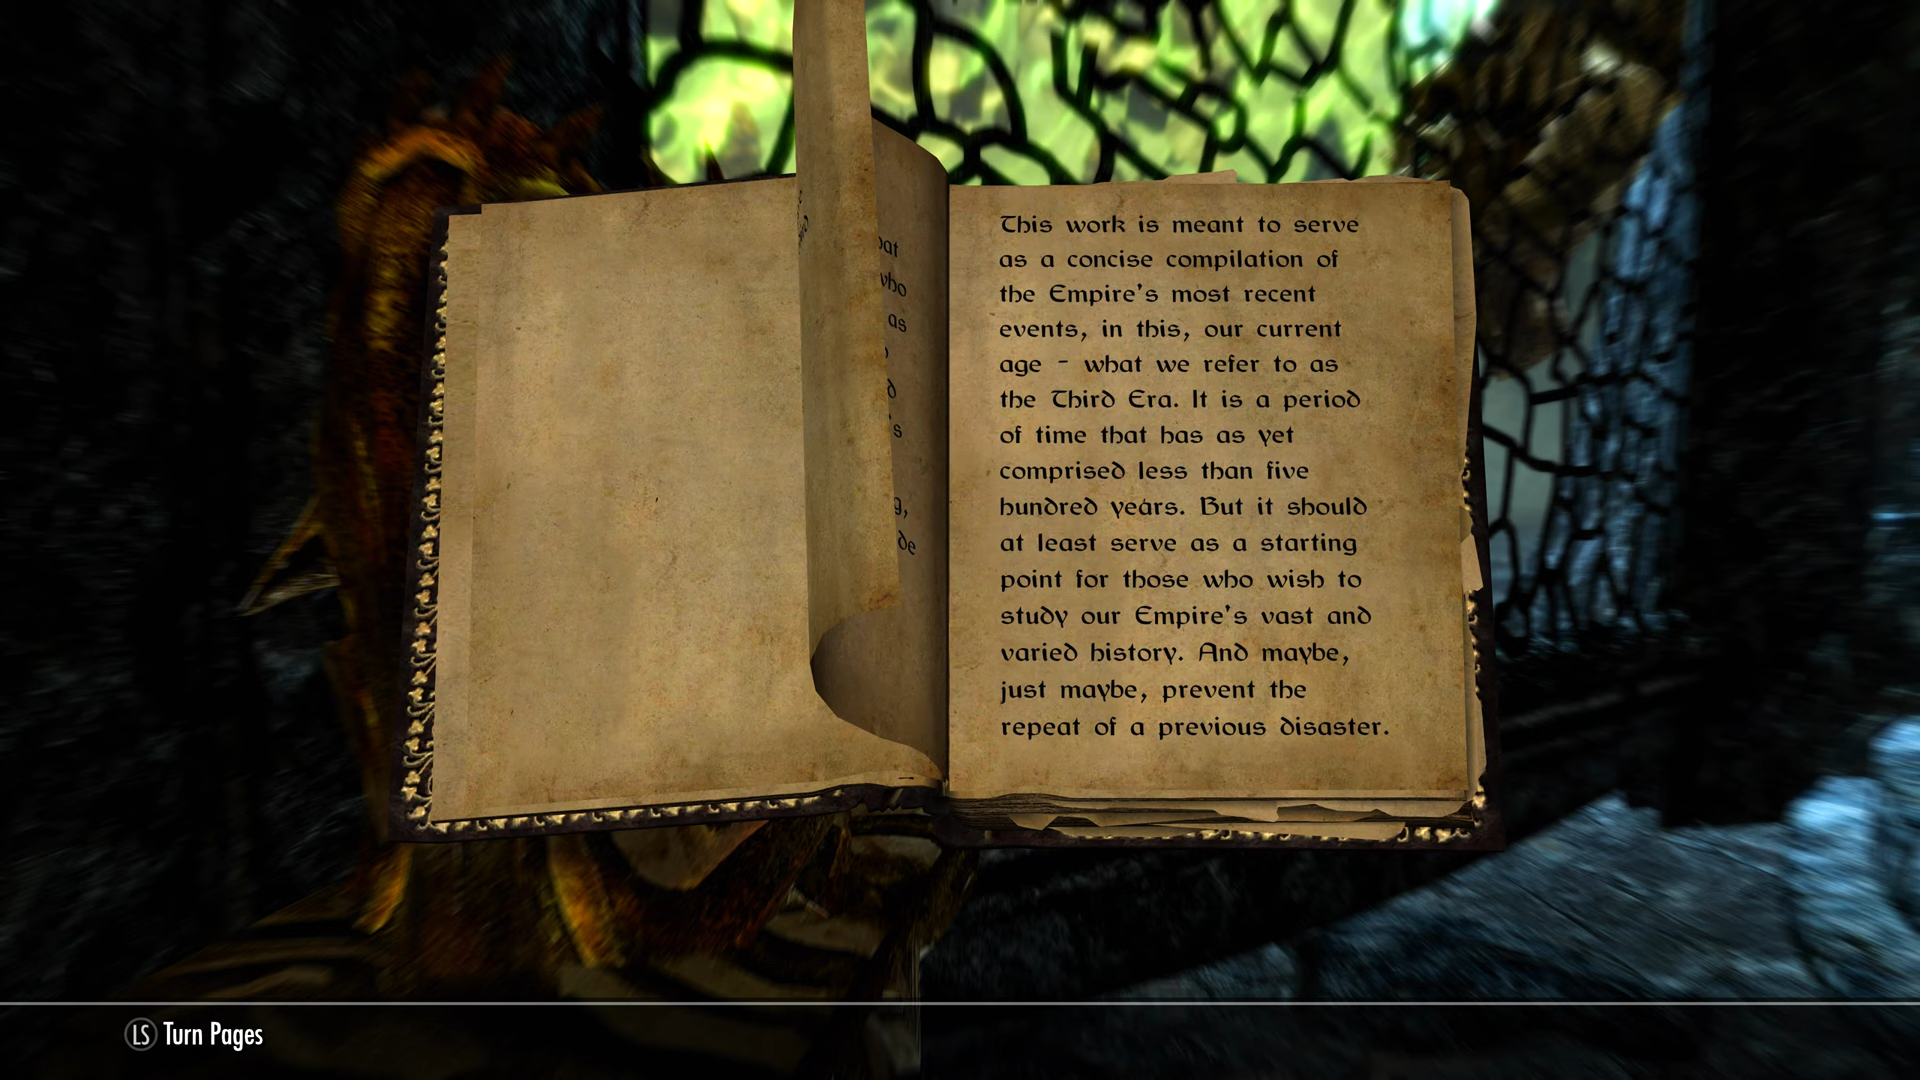 This work is meant to serve
as a concise compilation of
the Empire's most recent
events, in this, our current
age - what we refer to as
the Third Era. It is a period
of time that has as yet
comprised less than five
hundred years. But it should
at least serve as a starting
point for those who wish to
study our Empire's vast and
varied history. And maybe,
just maybe, prevent the
repeat of a previous disaster.
as
LS Turn Pages